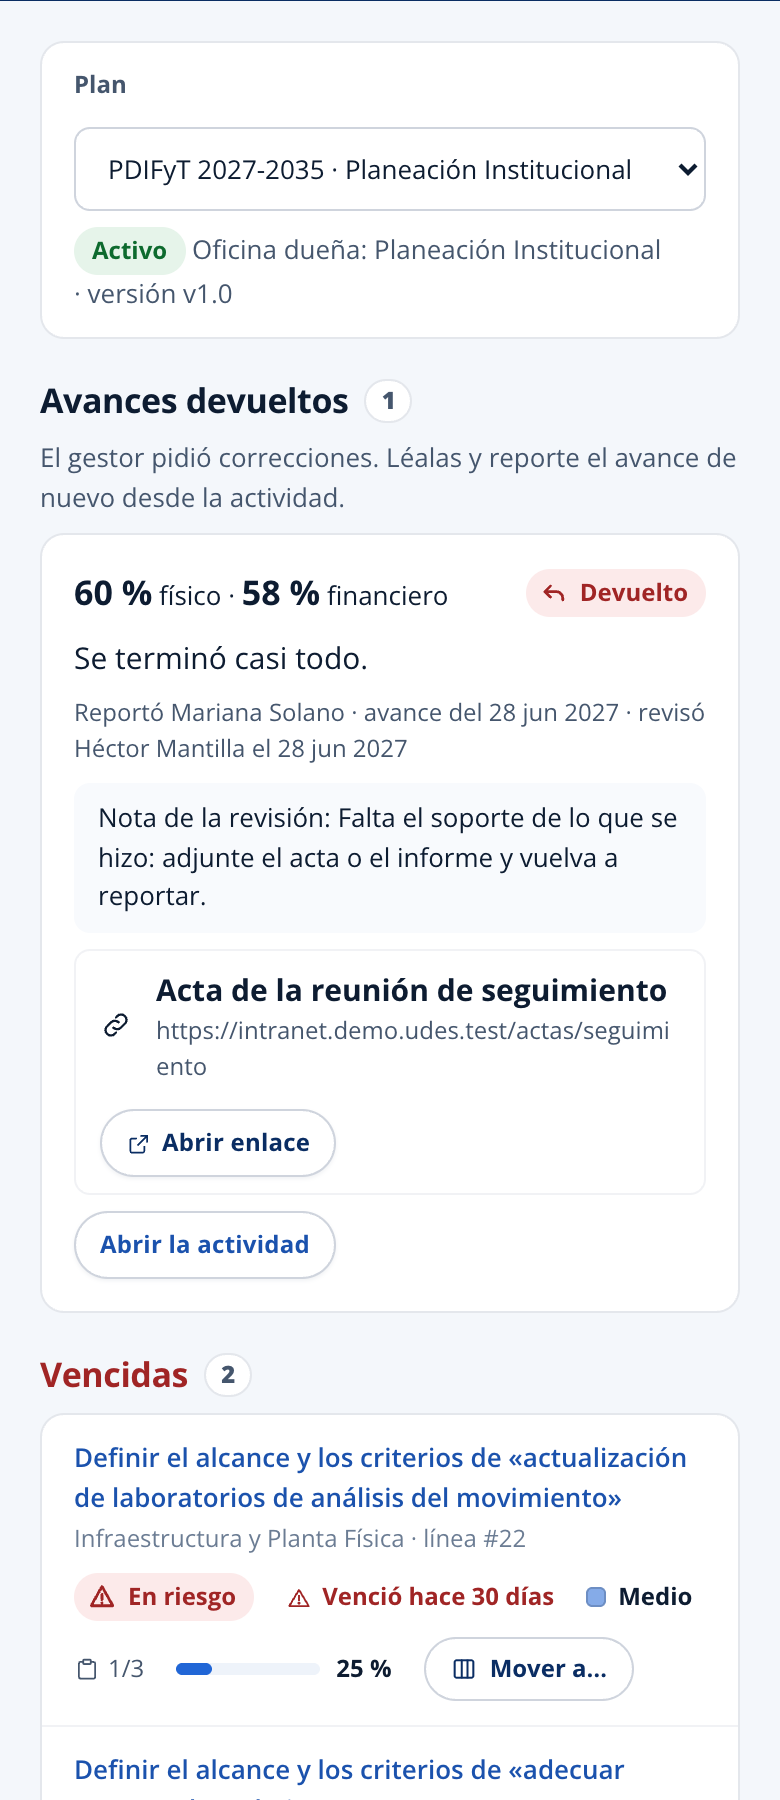 Plan
PDIFyT 2027-2035 · Planeación Institucional
Activo Oficina dueña: Planeación Institucional
· versión v1.0
Avances devueltos 1
El gestor pidió correcciones. Léalas y reporte el avance de
nuevo desde la actividad.
60 % físico · 58 % financiero
Devuelto
Se terminó casi todo.
Reportó Mariana Solano · avance del 28 jun 2027 · revisó
Héctor Mantilla el 28 jun 2027
Nota de la revisión: Falta el soporte de lo que se
hizo: adjunte el acta o el informe y vuelva a
reportar.
Acta de la reunión de seguimiento
https://intranet.demo.udes.test/actas/seguimi
ento
Abrir enlace
Abrir la actividad
Vencidas 2
Definir el alcance y los criterios de «actualización
de laboratorios de análisis del movimiento»
Infraestructura y Planta Física · línea #22
En riesgo Venció hace 30 días Medio
1/3 25 % Mover a...
Definir el alcance y los criterios de «adecuar